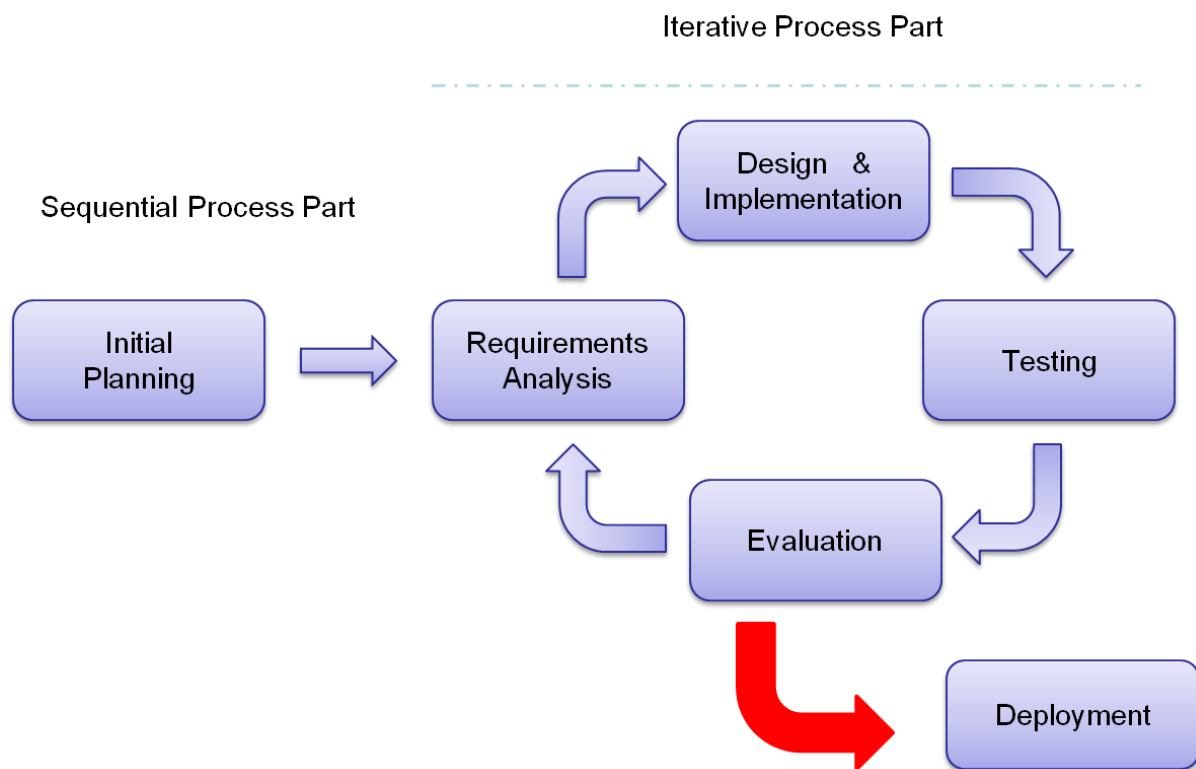 Iterative Process Part
Design & 
Implementation
Sequential Process Part
Initial
Planning
Requirements
Analysis
Testing
Evaluation
Deployment